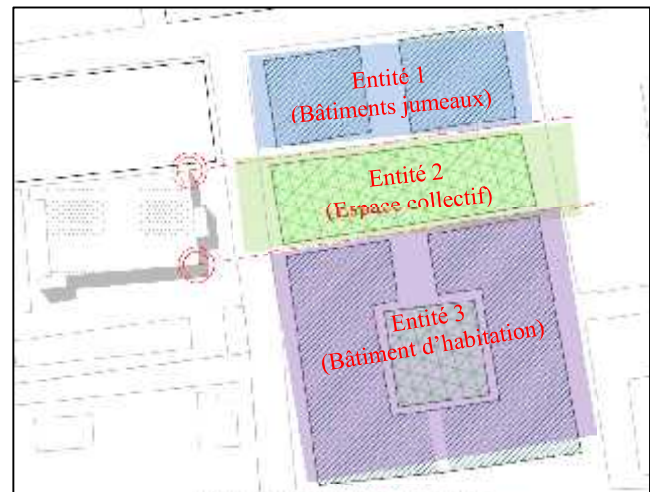 Entité 1
(Bâtiments jumeaux)
Entité 2
(Espace collectif)
Entité 3
(Bâtiment d’habitation)